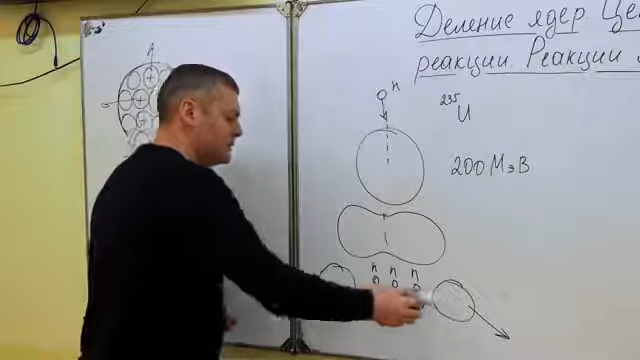 Деление ядер. Це
реакции. Реакции
n
235
U
200 МэВ
n n n